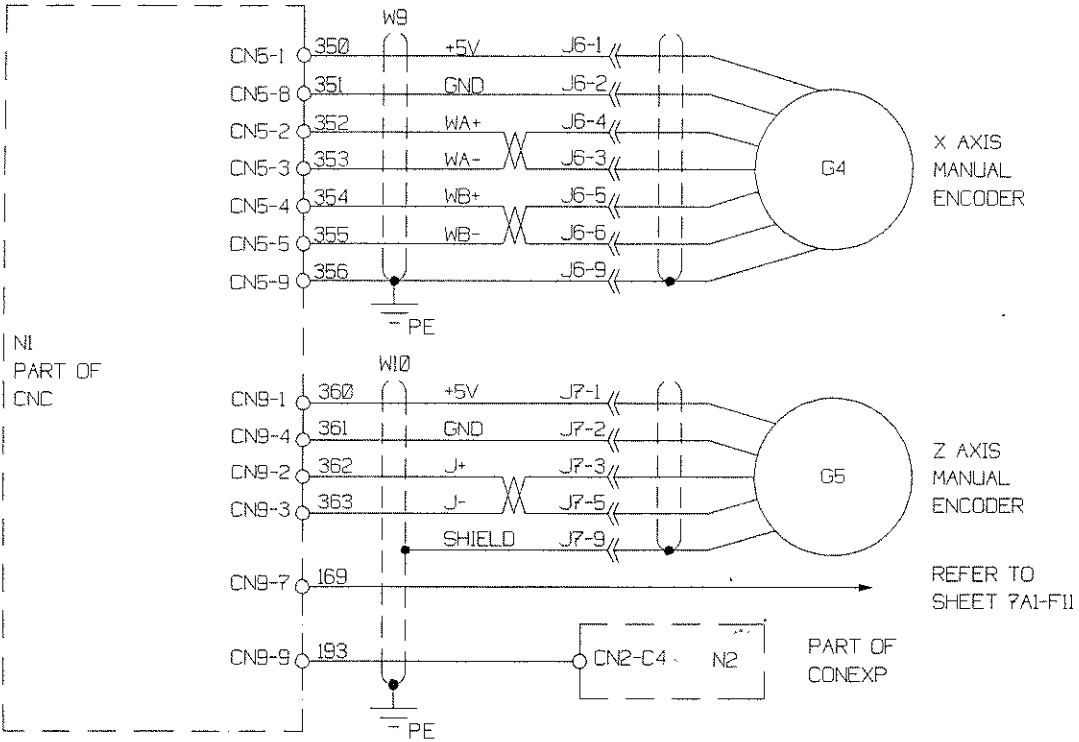 W9
CN5-1 350 +5V J6-1
CN5-8 351 GND J6-2
CN5-2 352 WA+ J6-4
CN5-3 353 WA- J6-3
CN5-4 354 WB+ J6-5
CN5-5 355 WB- J6-6
CN5-9 356 J6-9
PE
G4
X AXIS
MANUAL
ENCODER
N1
PART OF
CNC
W10
CN9-1 360 +5V J7-1
CN9-4 361 GND J7-2
CN9-2 362 J+ J7-3
CN9-3 363 J- J7-5
SHIELD J7-9
G5
Z AXIS
MANUAL
ENCODER
CN9-7 169
REFER TO
SHEET 7A1-F11
CN9-9 193 CN2-C4 N2
PART OF
CONEXP
PE